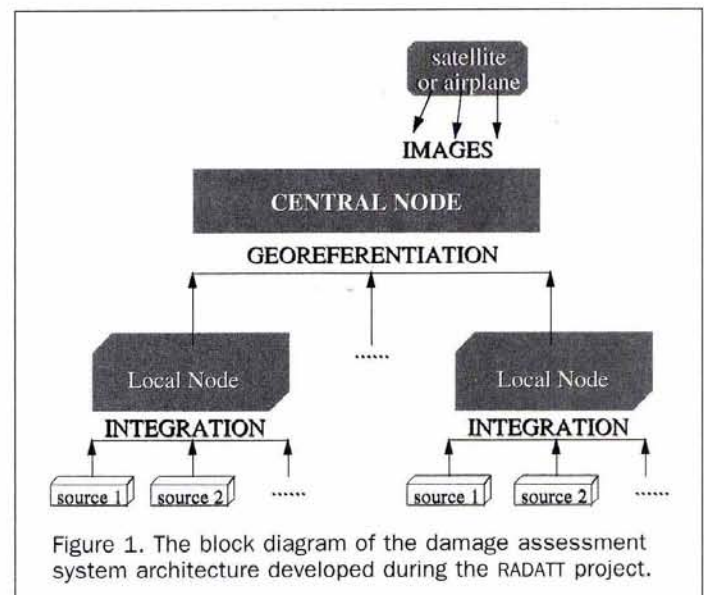 satellite
or airplane
IMAGES
CENTRAL NODE
GEOREFERENTIATION
......
Local Node
Local Node
INTEGRATION
INTEGRATION
source 1
source 2
......
source 1
source 2
......
Figure 1. The block diagram of the damage assessment
system architecture developed during the RADATT project.